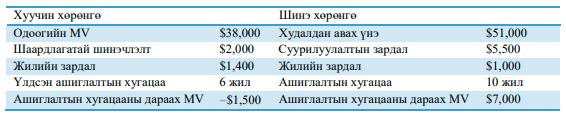 Хуучин хөрөнгө Шинэ хөрөнгө
Одоогийн MV $38,000 Худалдан авах үнэ $51,000
Шаардлагатай шинэчлэлт $2,000 Суурилуулалтын зардал $5,500
Жилийн зардал $1,400 Жилийн зардал $1,000
Үлдсэн ашиглалтын хугацаа 6 жил Ашиглалтын хугацаа 10 жил
Ашиглалтын хугацааны дараах MV –$1,500 Ашиглалтын хугацааны дараах MV $7,000